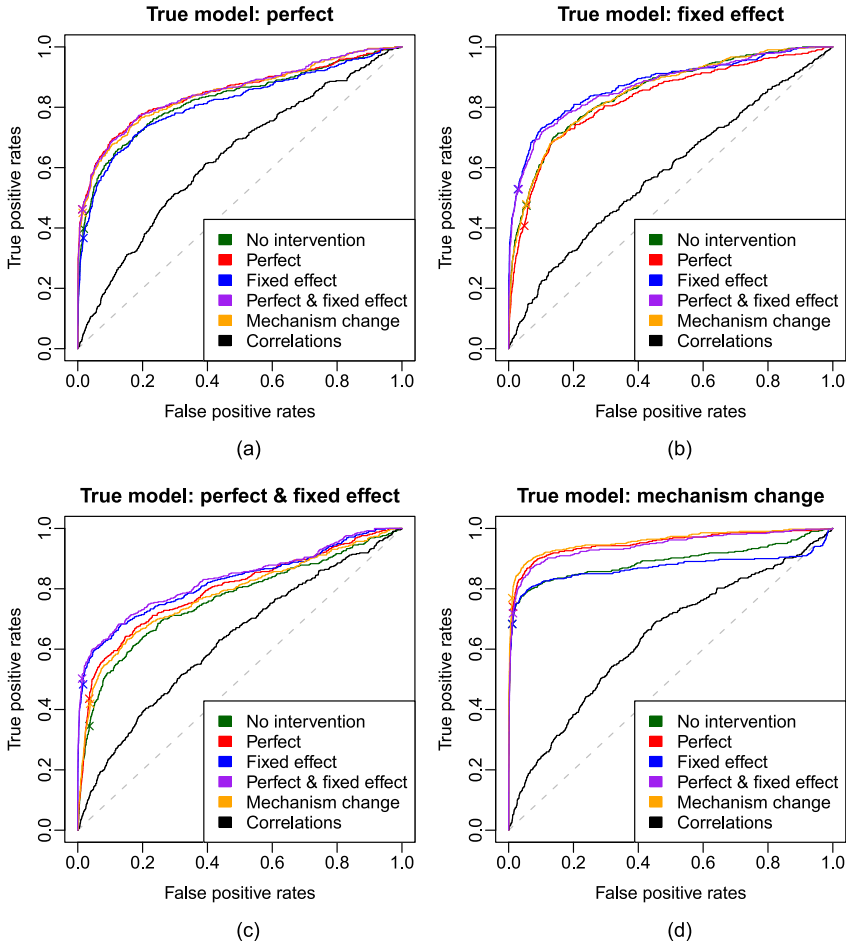 True model: perfect
True positive rates
1.0
0.8
0.6
0.4
0.2
0.0
No intervention
Perfect
Fixed effect
Perfect & fixed effect
Mechanism change
Correlations
0.0 0.2 0.4 0.6 0.8 1.0
False positive rates
(a)
True model: fixed effect
True positive rates
1.0
0.8
0.6
0.4
0.2
0.0
No intervention
Perfect
Fixed effect
Perfect & fixed effect
Mechanism change
Correlations
0.0 0.2 0.4 0.6 0.8 1.0
False positive rates
(b)
True model: perfect & fixed effect
True positive rates
1.0
0.8
0.6
0.4
0.2
0.0
No intervention
Perfect
Fixed effect
Perfect & fixed effect
Mechanism change
Correlations
0.0 0.2 0.4 0.6 0.8 1.0
False positive rates
(c)
True model: mechanism change
True positive rates
1.0
0.8
0.6
0.4
0.2
0.0
No intervention
Perfect
Fixed effect
Perfect & fixed effect
Mechanism change
Correlations
0.0 0.2 0.4 0.6 0.8 1.0
False positive rates
(d)